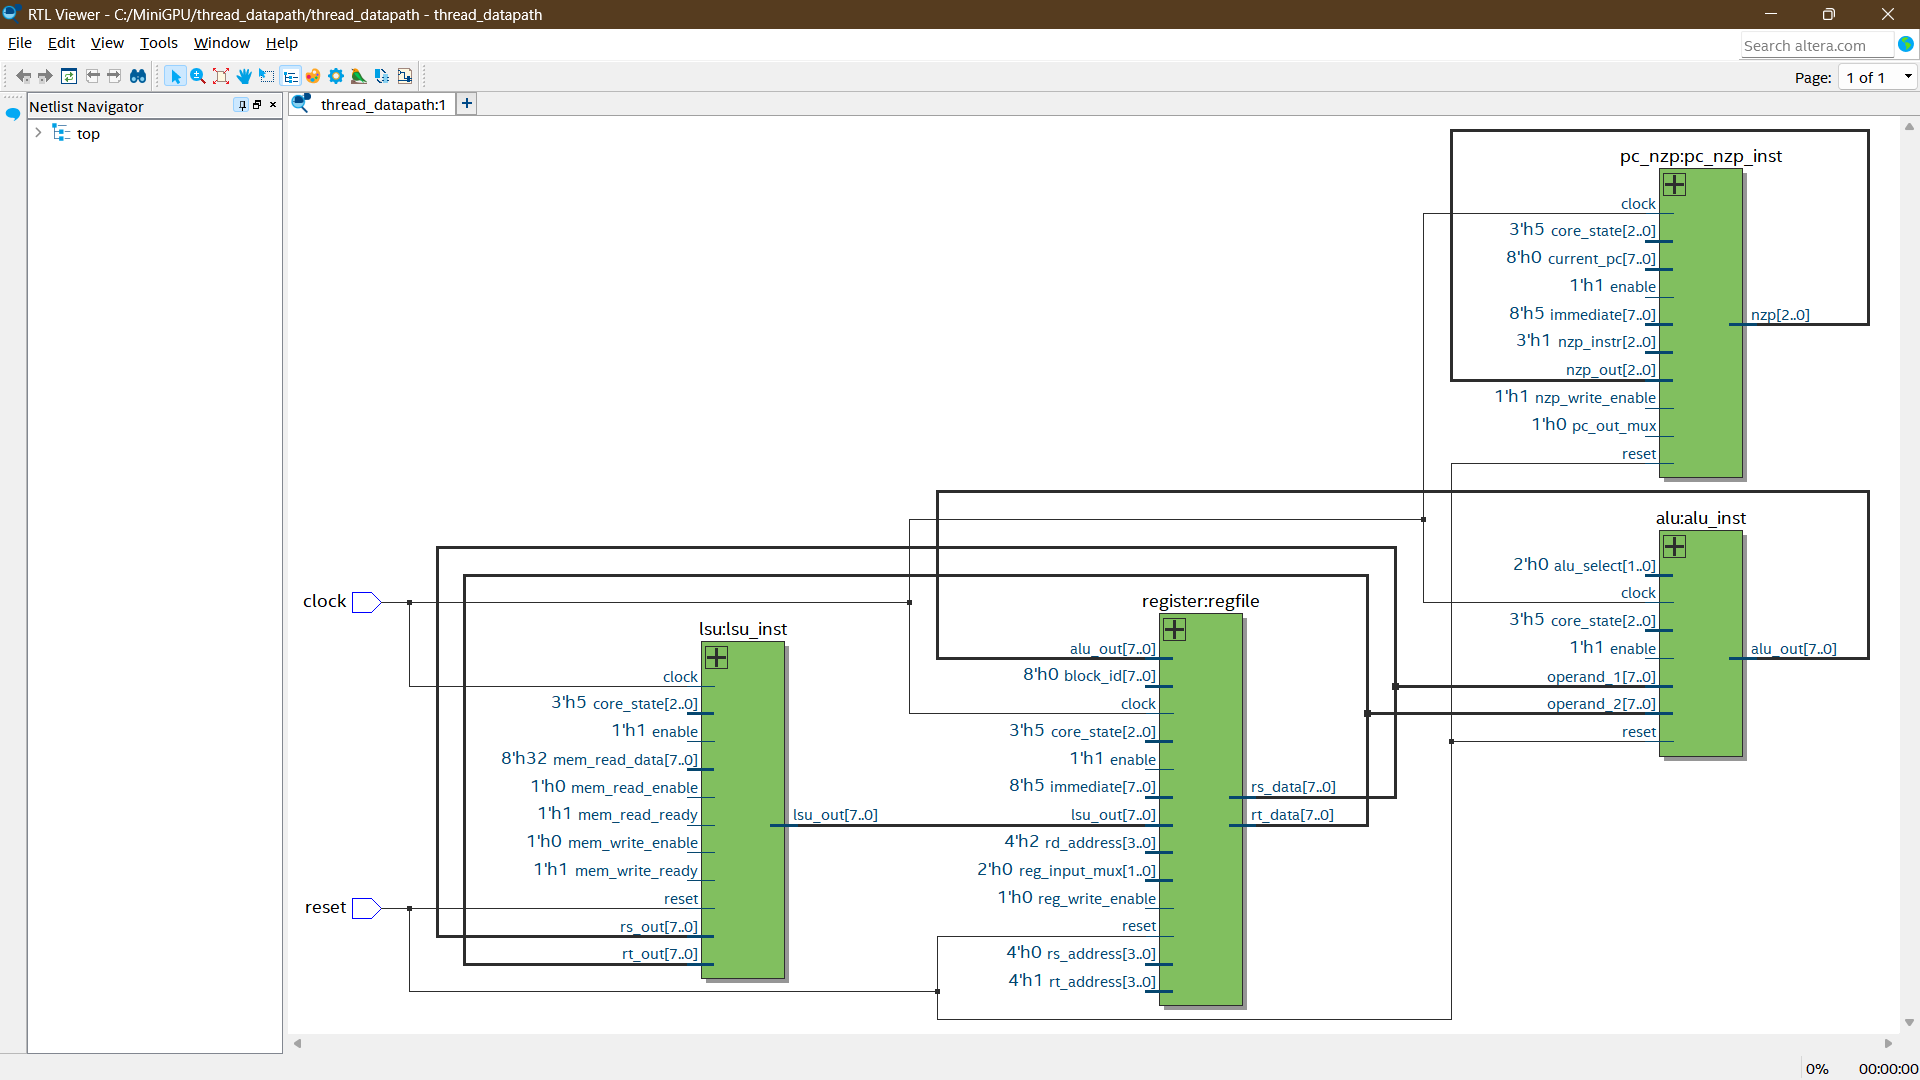 RTL Viewer - C:/MiniGPU/thread_datapath/thread_datapath - thread_datapath
File Edit View Tools Window Help
Search altera.com
Page: 1 of 1
Netlist Navigator
thread_datapath:1
top
pc_nzp:pc_nzp_inst
clock
3'h5 core_state[2..0]
8'h0 current_pc[7..0]
1'h1 enable
8'h5 immediate[7..0]
nzp[2..0]
3'h1 nzp_instr[2..0]
nzp_out[2..0]
1'h1 nzp_write_enable
1'h0 pc_out_mux
reset
alu:alu_inst
2'h0 alu_select[1..0]
clock
3'h5 core_state[2..0]
1'h1 enable
alu_out[7..0]
operand_1[7..0]
operand_2[7..0]
reset
clock
reset
register:regfile
alu_out[7..0]
8'h0 block_id[7..0]
clock
3'h5 core_state[2..0]
1'h1 enable
8'h5 immediate[7..0]
rs_data[7..0]
lsu_out[7..0]
rt_data[7..0]
4'h2 rd_address[3..0]
2'h0 reg_input_mux[1..0]
1'h0 reg_write_enable
reset
4'h0 rs_address[3..0]
4'h1 rt_address[3..0]
lsu:lsu_inst
clock
3'h5 core_state[2..0]
1'h1 enable
8'h32 mem_read_data[7..0]
1'h0 mem_read_enable
1'h1 mem_read_ready
lsu_out[7..0]
1'h0 mem_write_enable
1'h1 mem_write_ready
reset
rs_out[7..0]
rt_out[7..0]
0% 00:00:00